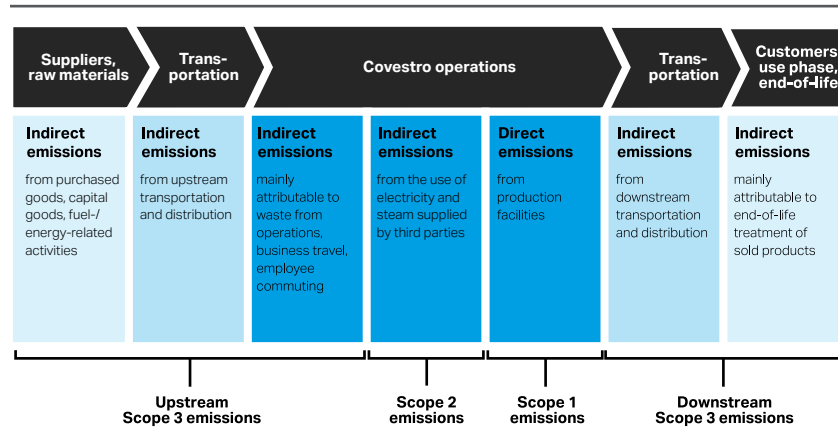 Suppliers,
raw materials
Trans-
portation
Covestro operations
Trans-
portation
Customers,
use phase,
end-of-life
Indirect
emissions
from purchased
goods, capital
goods, fuel-/
energy-related
activities
Indirect
emissions
from upstream
transportation
and distribution
Indirect
emissions
mainly
attributable to
waste from
operations,
business travel,
employee
commuting
Indirect
emissions
from the use of
electricity and
steam supplied
by third parties
Direct
emissions
from
production
facilities
Indirect
emissions
from
downstream
transportation
and distribution
Indirect
emissions
mainly
attributable to
end-of-life
treatment of
sold products
Upstream
Scope 3 emissions
Scope 2
emissions
Scope 1
emissions
Downstream
Scope 3 emissions